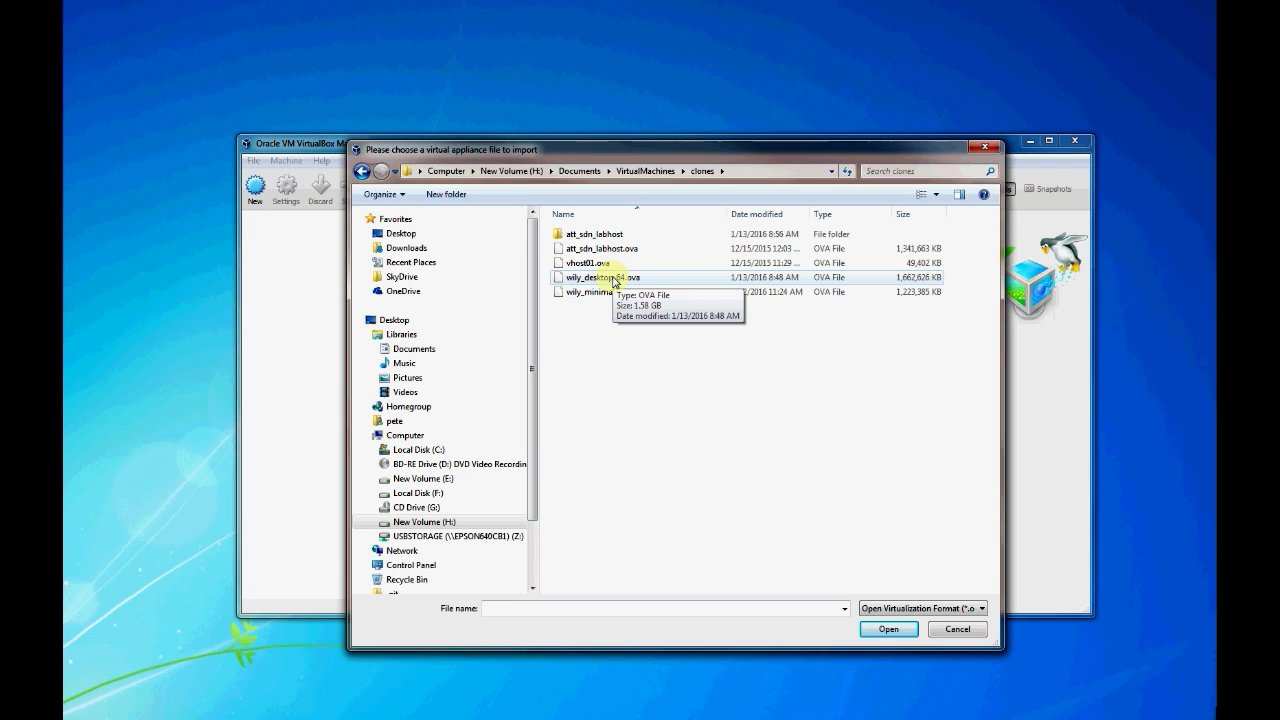 Oracle VM VirtualBox Ma
File Machine Help
New Settings Discard
Snapshots
Please choose a virtual appliance file to import
Computer New Volume (H:) Documents VirtualMachines clones
Search clones
Organize New folder
Favorites
Desktop
Downloads
Recent Places
SkyDrive
OneDrive
Desktop
Libraries
Documents
Music
Pictures
Videos
Homegroup
pete
Computer
Local Disk (C:)
BD-RE Drive (D:) DVD Video Recordin
New Volume (E:)
Local Disk (F:)
CD Drive (G:)
New Volume (H:)
USBSTORAGE (\\EPSON640CB1) (Z:)
Network
Control Panel
Recycle Bin
Name Date modified Type Size
att_sdn_labhost 1/13/2016 8:56 AM File folder
att_sdn_labhost.ova 12/15/2015 12:03 ... OVA File 1,341,663 KB
vhost01.ova 12/15/2015 11:29 ... OVA File 49,402 KB
wily_desktop-64.ova 1/13/2016 8:48 AM OVA File 1,662,626 KB
wily_minima 2/2016 11:24 AM OVA File 1,223,385 KB
Type: OVA File
Size: 1.58 GB
Date modified: 1/13/2016 8:48 AM
File name:
Open Virtualization Format (*.o
Open Cancel